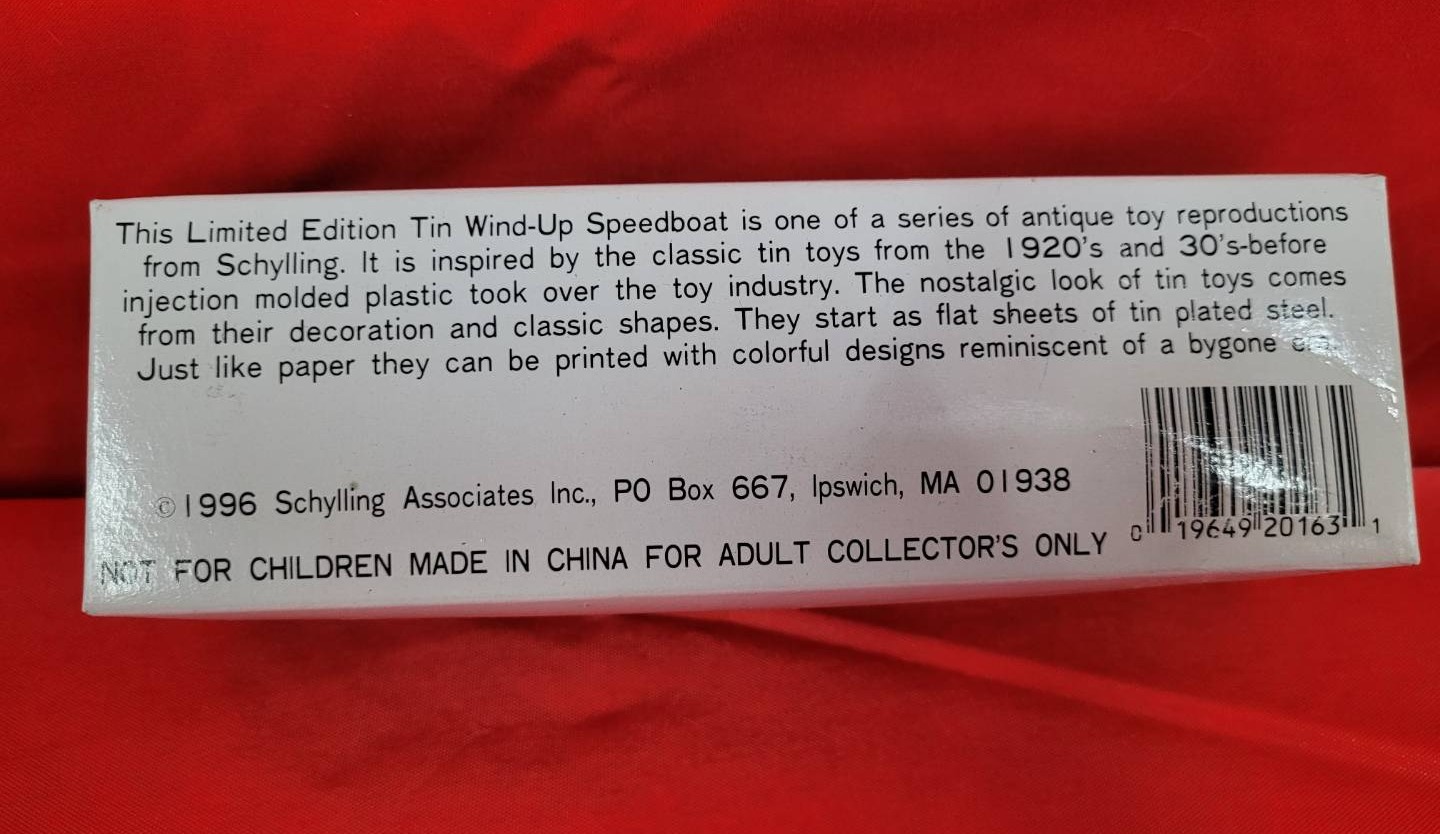 This Limited Edition Tin Wind-Up Speedboat is one of a series of antique toy reproductions
from Schylling. It is inspired by the classic tin toys from the 1920's and 30's-before
injection molded plastic took over the toy industry. The nostalgic look of tin toys comes
from their decoration and classic shapes. They start as flat sheets of tin plated steel.
Just like paper they can be printed with colorful designs reminiscent of a bygone
©1996 Schylling Associates Inc., PO Box 667, Ipswich, MA 01938
0 19649 20163 1
NOT FOR CHILDREN MADE IN CHINA FOR ADULT COLLECTOR'S ONLY